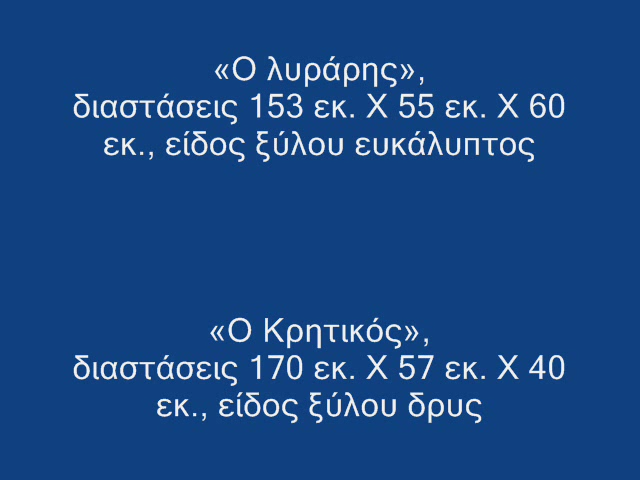 «Ο λυράρης»,
διαστάσεις 153 εκ. Χ 55 εκ. Χ 60
εκ., είδος ξύλου ευκάλυπτος
«Ο Κρητικός»,
διαστάσεις 170 εκ. Χ 57 εκ. Χ 40
εκ., είδος ξύλου δρυς